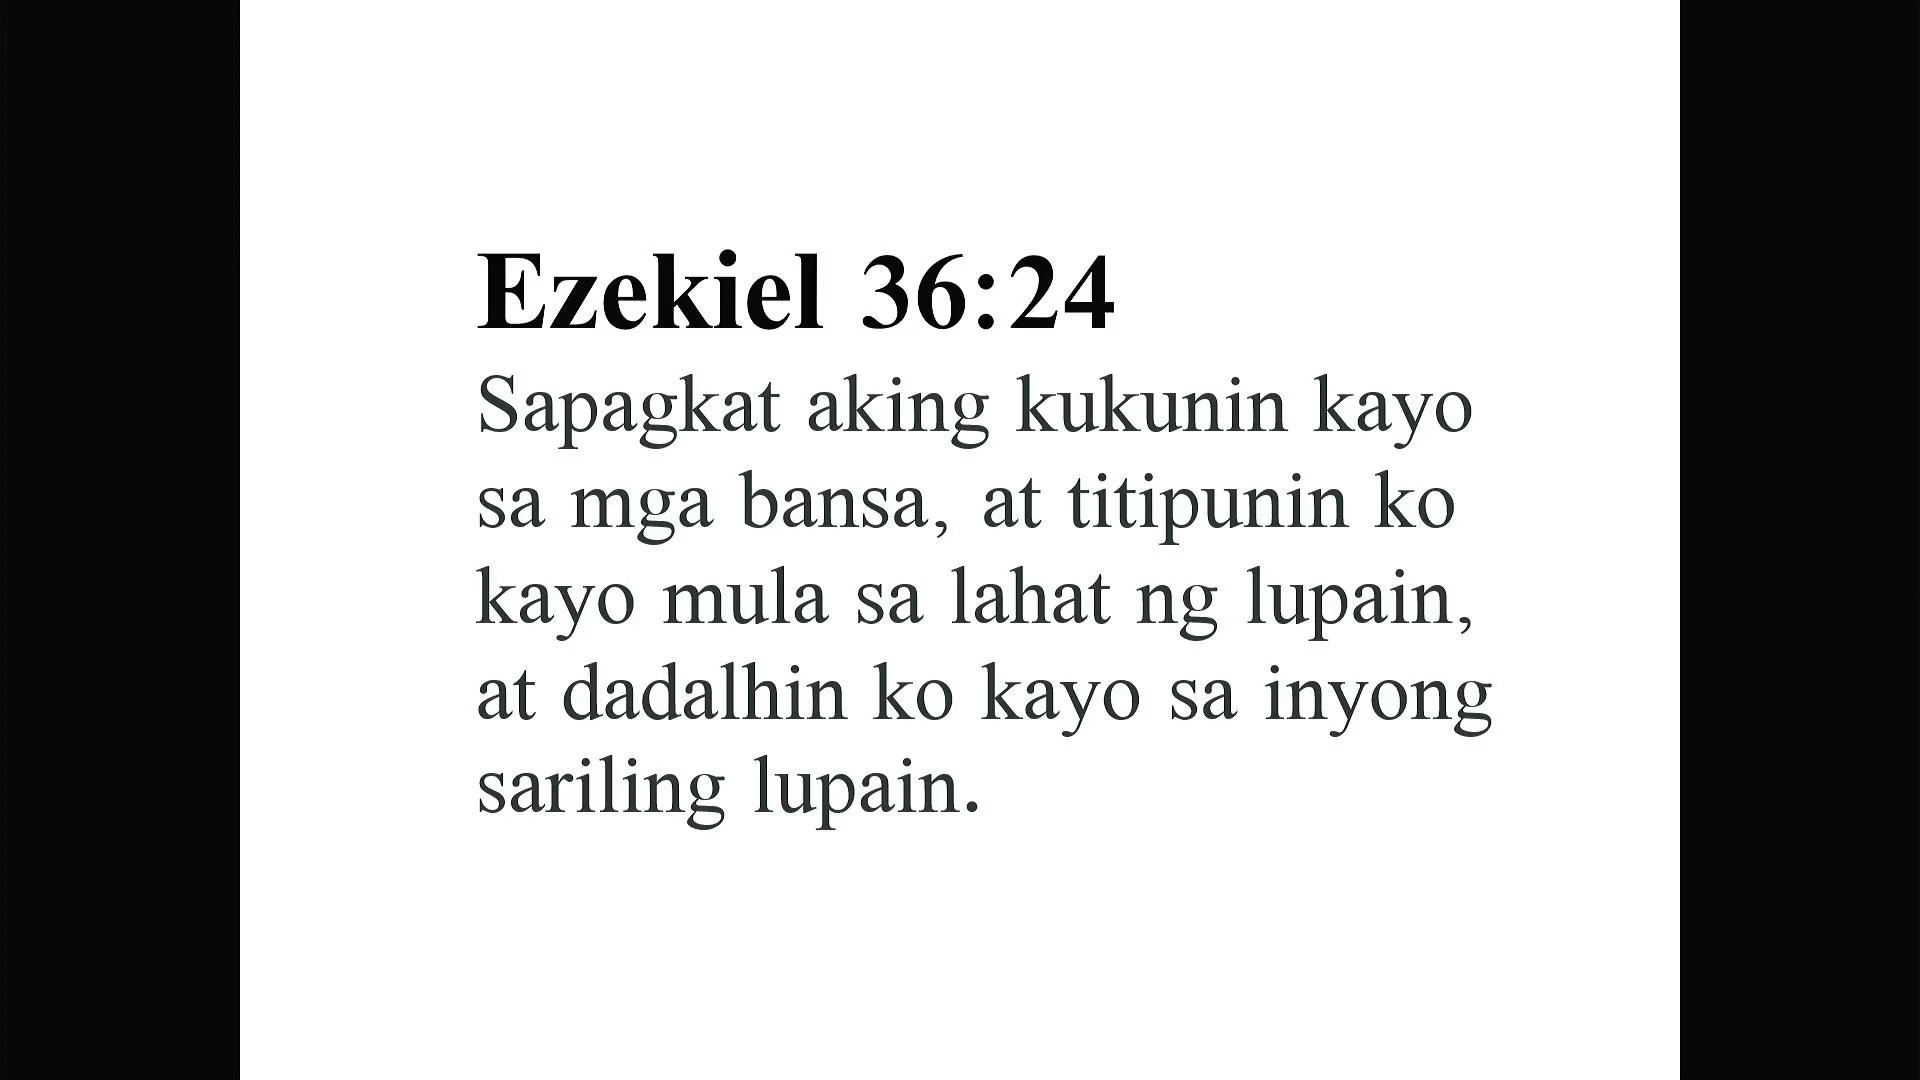 Ezekiel 36:24
Sapagkat aking kukunin kayo
sa mga bansa, at titipunin ko
kayo mula sa lahat ng lupain,
at dadalhin ko kayo sa inyong
sariling lupain.